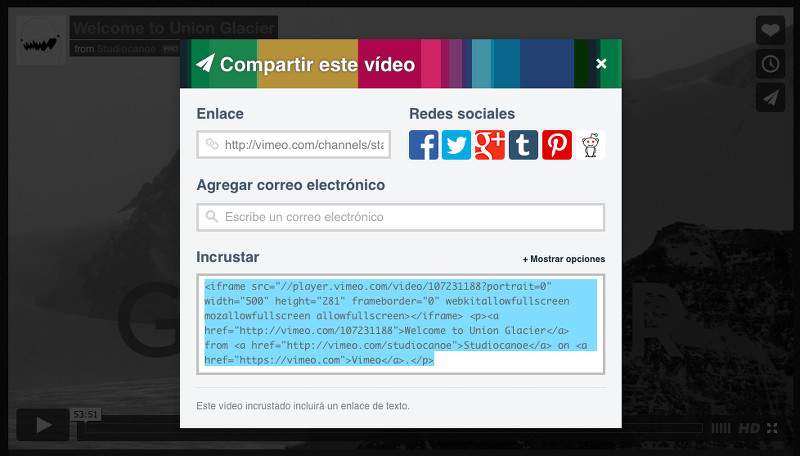 Welcome to Union Glacier
from Studiocanoe PRO
Compartir este vídeo
×
Enlace
http://vimeo.com/channels/sta
Redes sociales
Agregar correo electrónico
Escribe un correo electrónico
Incrustar
+ Mostrar opciones
<iframe src="//player.vimeo.com/video/107231188?portrait=0"
width="500" height="281" frameborder="0" webkitallowfullscreen
mozallowfullscreen allowfullscreen></iframe> <p><a
href="http://vimeo.com/107231188">Welcome to Union Glacier</a>
from <a href="http://vimeo.com/studiocanoe">Studiocanoe</a> on <a
href="https://vimeo.com">Vimeo</a>.</p>
Este vídeo incrustado incluirá un enlace de texto.
G R
53:51
HD